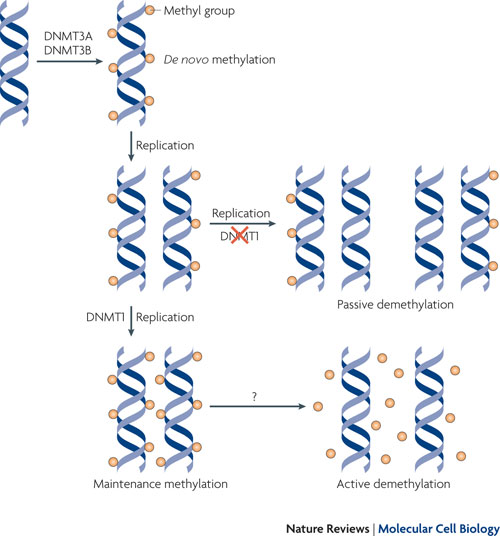 Methyl group
DNMT3A
DNMT3B
De novo methylation
Replication
Replication
DNMT1
Passive demethylation
DNMT1 Replication
?
Maintenance methylation
Active demethylation
Nature Reviews | Molecular Cell Biology